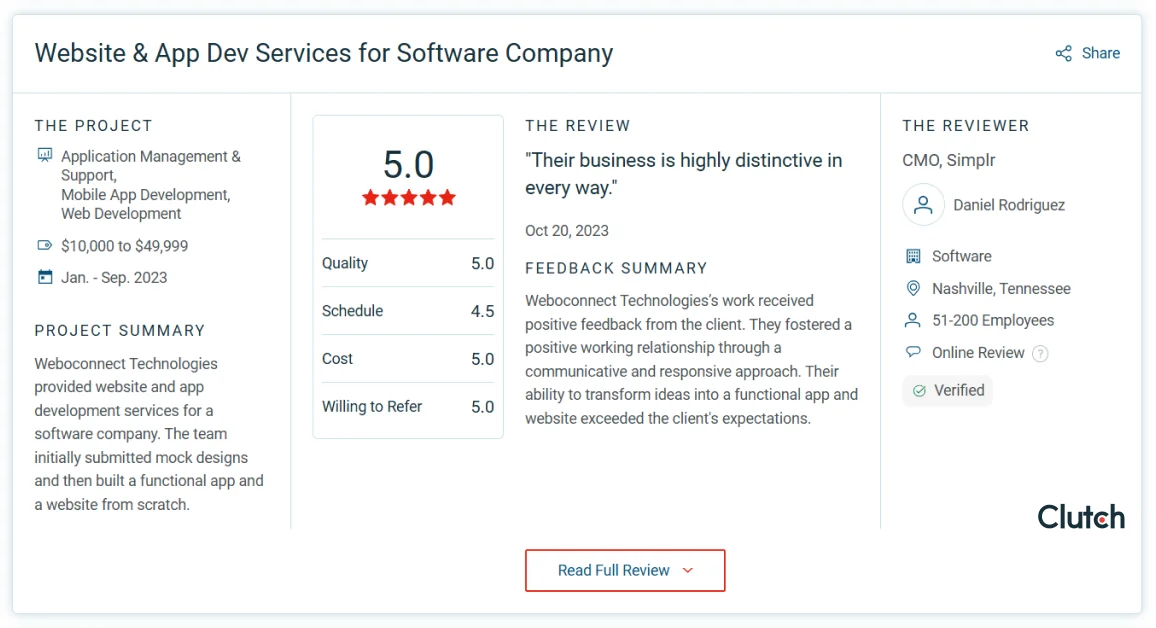 Website & App Dev Services for Software Company
Share
THE PROJECT
Application Management &
Support,
Mobile App Development,
Web Development
$10,000 to $49,999
Jan. - Sep. 2023
PROJECT SUMMARY
Weboconnect Technologies
provided website and app
development services for a
software company. The team
initially submitted mock designs
and then built a functional app and
a website from scratch.
5.0
Quality 5.0
Schedule 4.5
Cost 5.0
Willing to Refer 5.0
THE REVIEW
"Their business is highly distinctive in
every way."
Oct 20, 2023
FEEDBACK SUMMARY
Weboconnect Technologies's work received
positive feedback from the client. They fostered a
positive working relationship through a
communicative and responsive approach. Their
ability to transform ideas into a functional app and
website exceeded the client's expectations.
THE REVIEWER
CMO, Simplr
Daniel Rodriguez
Software
Nashville, Tennessee
51-200 Employees
Online Review ?
Verified
Clutch
Read Full Review